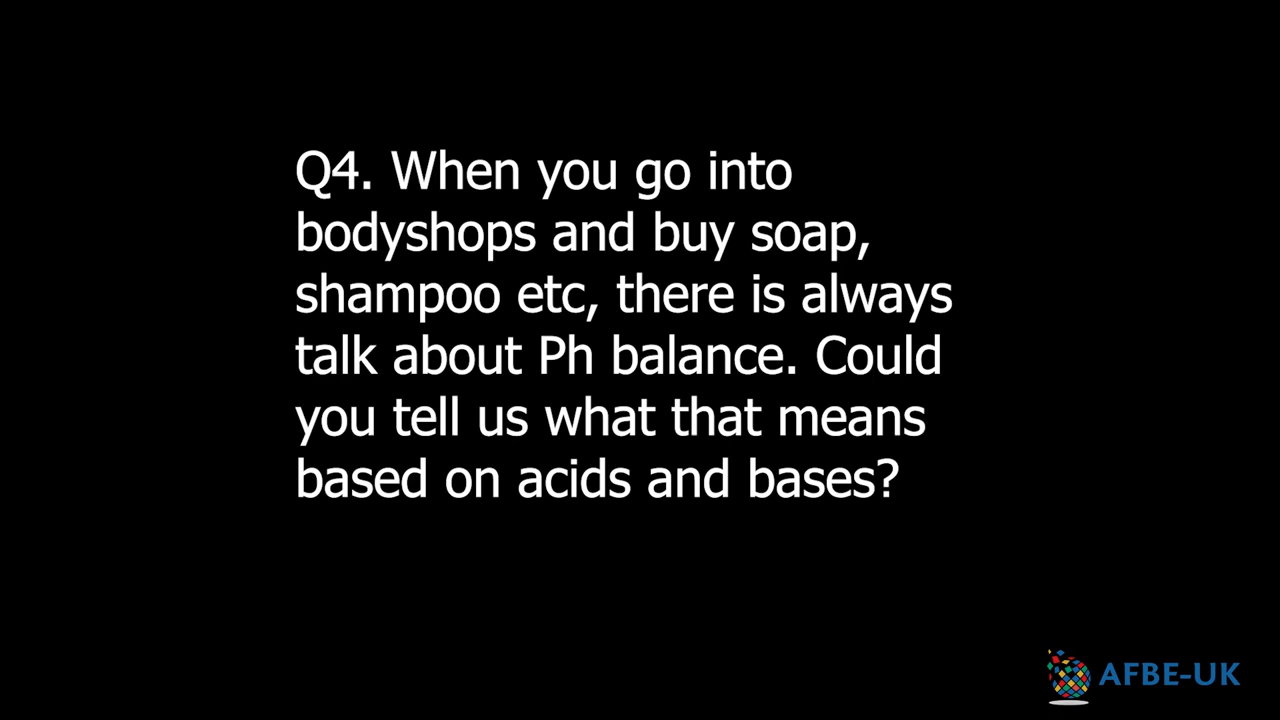 Q4. When you go into
bodyshops and buy soap,
shampoo etc, there is always
talk about Ph balance. Could
you tell us what that means
based on acids and bases?
AFBE-UK